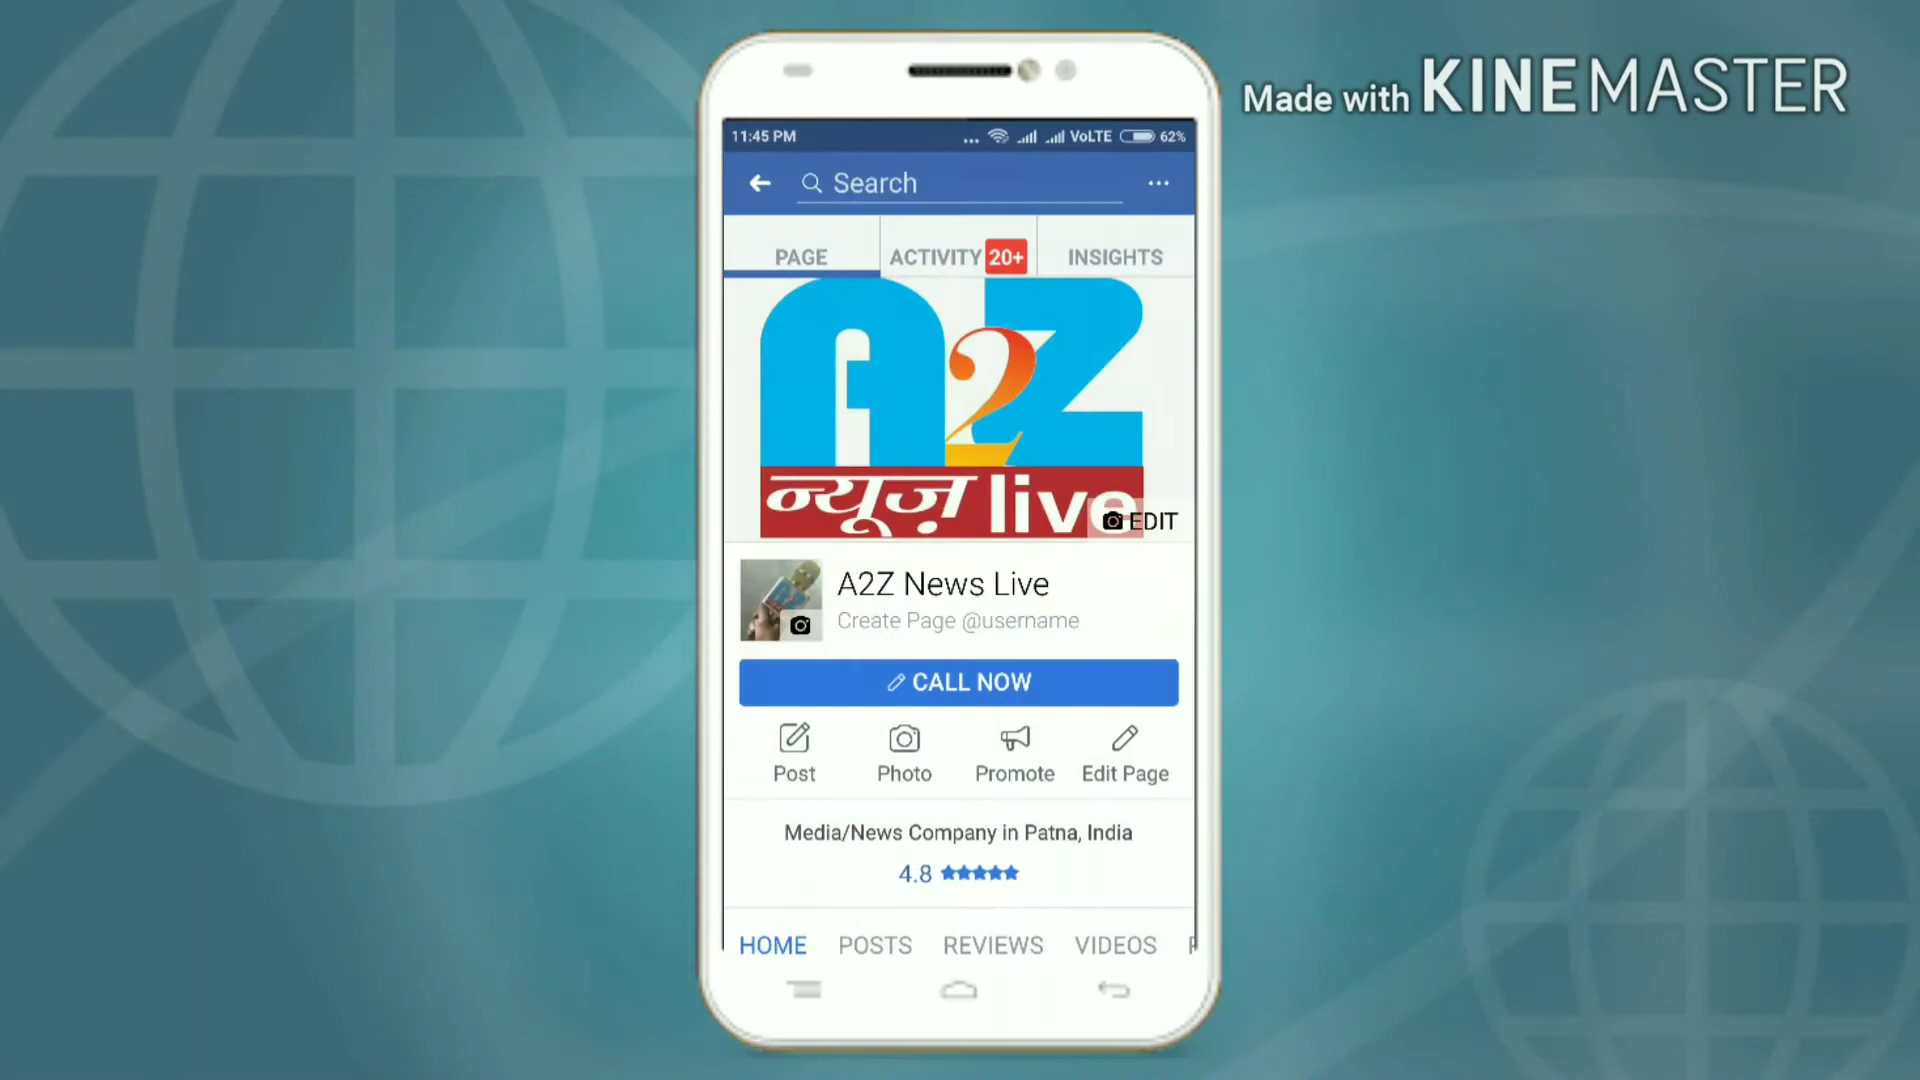 Made with KINEMASTER
11:45 PM ... VoLTE 62%
Search
PAGE ACTIVITY 20+ INSIGHTS
A2Z
न्यूज़ live
EDIT
A2Z News Live
Create Page @username
CALL NOW
Post Photo Promote Edit Page
Media/News Company in Patna, India
4.8
HOME POSTS REVIEWS VIDEOS